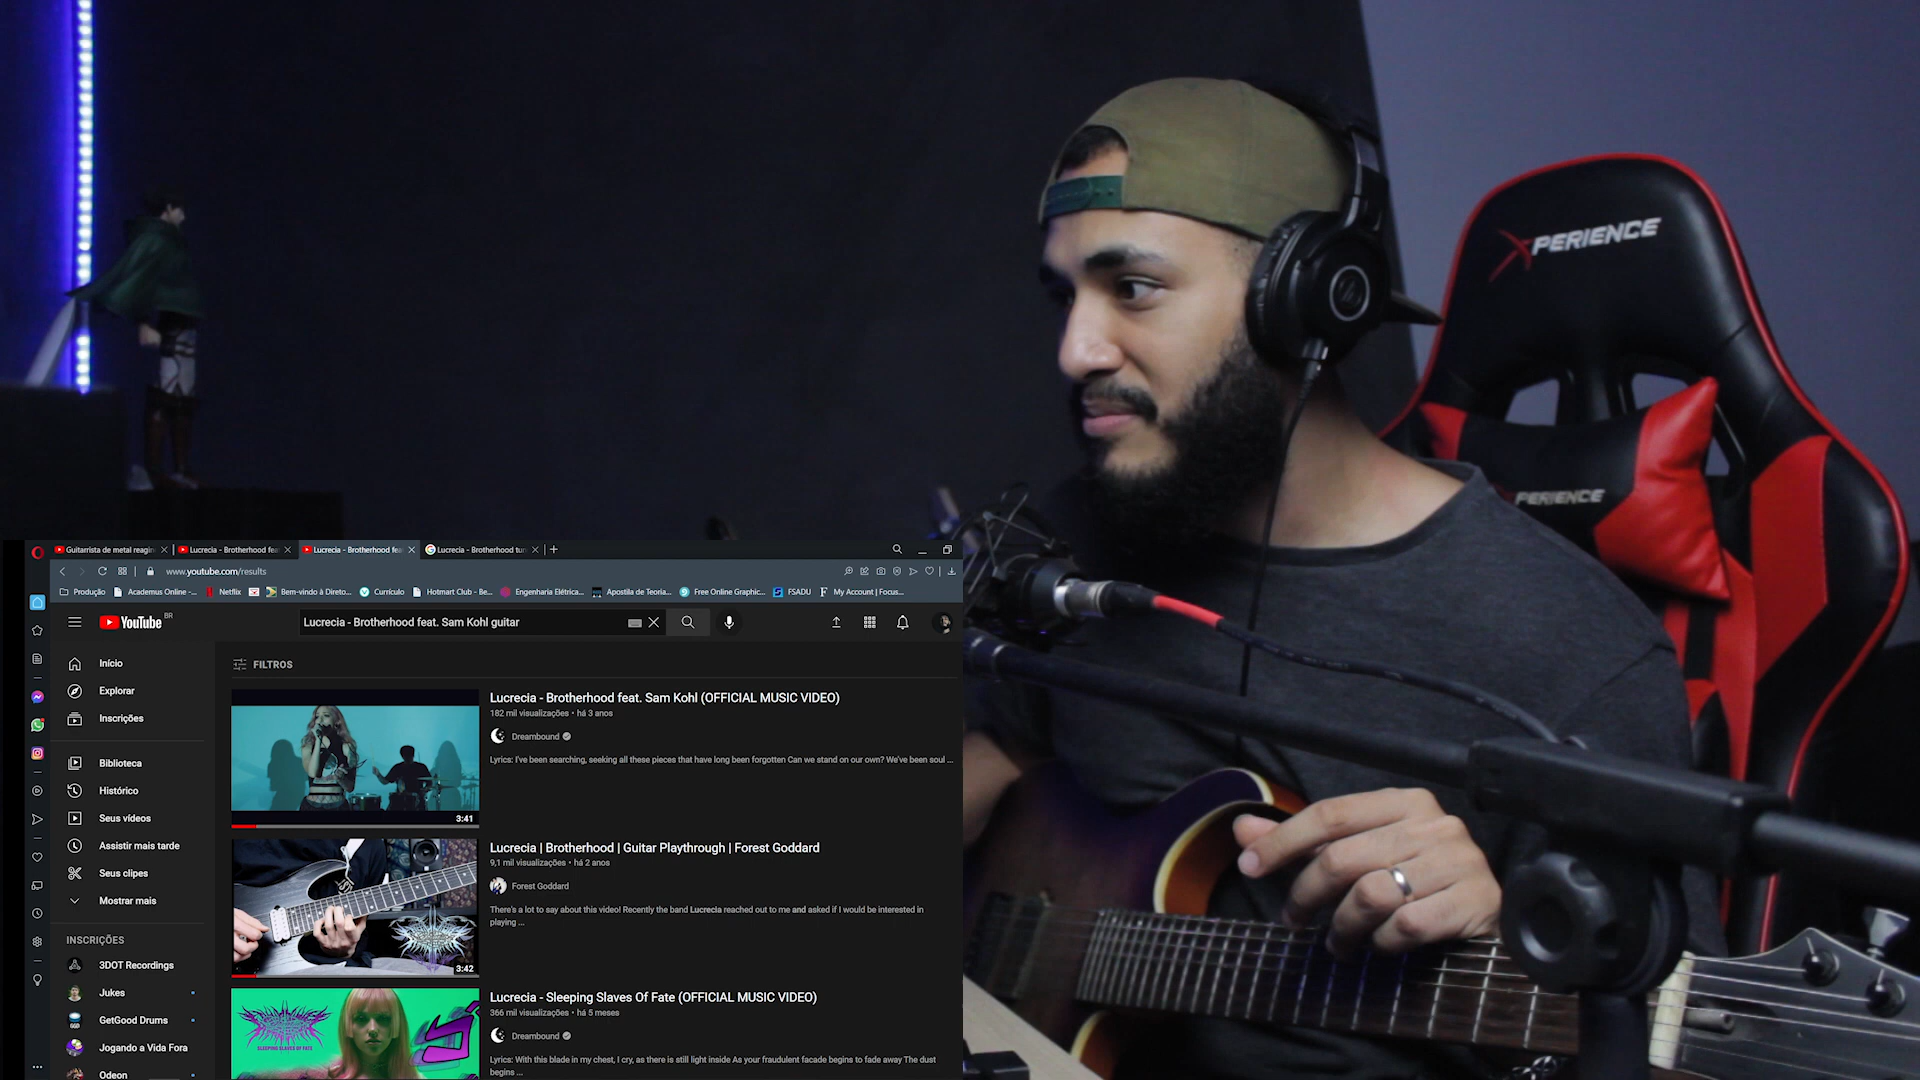 XPERIENCE
PERIENCE
Guitarrista de metal reagin
Lucrecia - Brotherhood fea
Lucrecia - Brotherhood fea
Lucrecia - Brotherhood tun
www.youtube.com/results
Produção
Academus Online -...
Netflix
Bem-vindo à Direto...
Currículo
Hotmart Club - Be...
Engenharia Elétrica...
Apostila de Teoria...
Free Online Graphic...
FSADU
My Account | Focus...
YouTube BR
Lucrecia - Brotherhood feat. Sam Kohl guitar
Início
Explorar
Inscrições
Biblioteca
Histórico
Seus vídeos
Assistir mais tarde
Seus clipes
Mostrar mais
INSCRIÇÕES
3DOT Recordings
Jukes
GetGood Drums
Jogando a Vida Fora
Odeon
FILTROS
3:41
Lucrecia - Brotherhood feat. Sam Kohl (OFFICIAL MUSIC VIDEO)
182 mil visualizações • há 3 anos
Dreambound
Lyrics: I've been searching, seeking all these pieces that have long been forgotten Can we stand on our own? We've been soul ...
3:42
Lucrecia | Brotherhood | Guitar Playthrough | Forest Goddard
9,1 mil visualizações • há 2 anos
Forest Goddard
There's a lot to say about this video! Recently the band Lucrecia reached out to me and asked if I would be interested in
playing ...
SLEEPING SLAVES OF FATE
Lucrecia - Sleeping Slaves Of Fate (OFFICIAL MUSIC VIDEO)
366 mil visualizações • há 5 meses
Dreambound
Lyrics: With this blade in my chest, I cry, as there is still light inside As your fraudulent facade begins to fade away The dust
begins ...